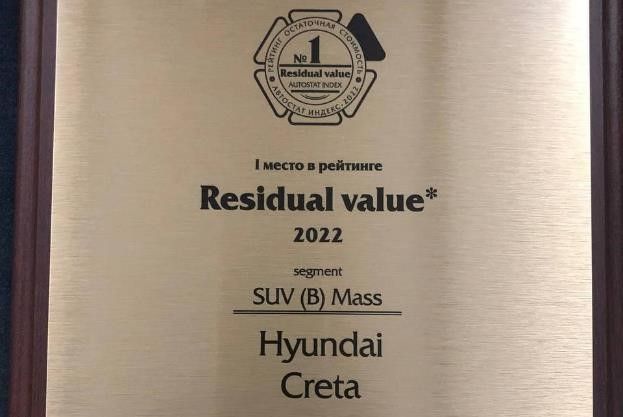 РЕЙТИНГ ОСТАТОЧНАЯ СТОИМОСТЬ
№1
Residual value
AUTOSTAT INDEX
АВТОСТАТ ИНДЕКС, 2022
I место в рейтинге
Residual value*
2022
segment
SUV (B) Mass
Hyundai
Creta